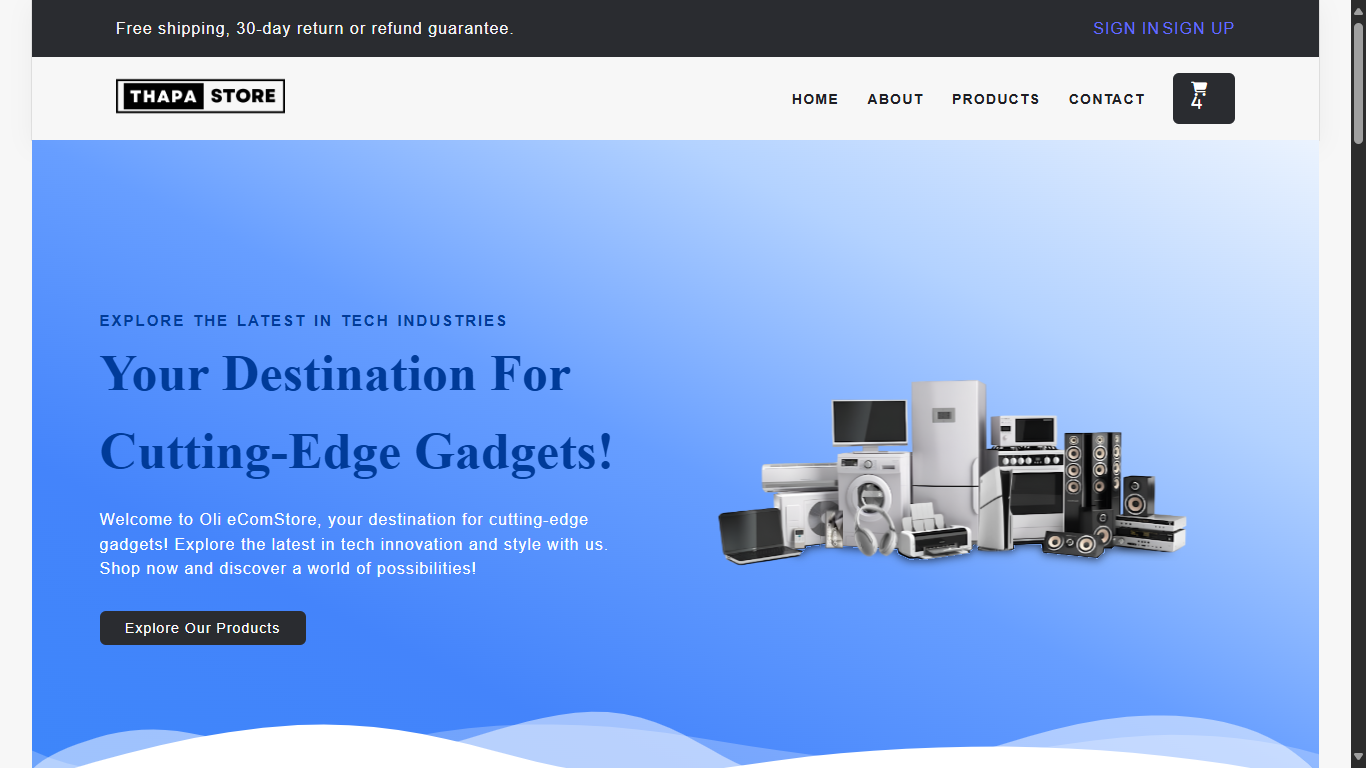 Free shipping, 30-day return or refund guarantee.
SIGN IN SIGN UP
THAPA STORE
HOME ABOUT PRODUCTS CONTACT
4
EXPLORE THE LATEST IN TECH INDUSTRIES
Your Destination For
Cutting-Edge Gadgets!
Welcome to Oli eComStore, your destination for cutting-edge
gadgets! Explore the latest in tech innovation and style with us.
Shop now and discover a world of possibilities!
Explore Our Products